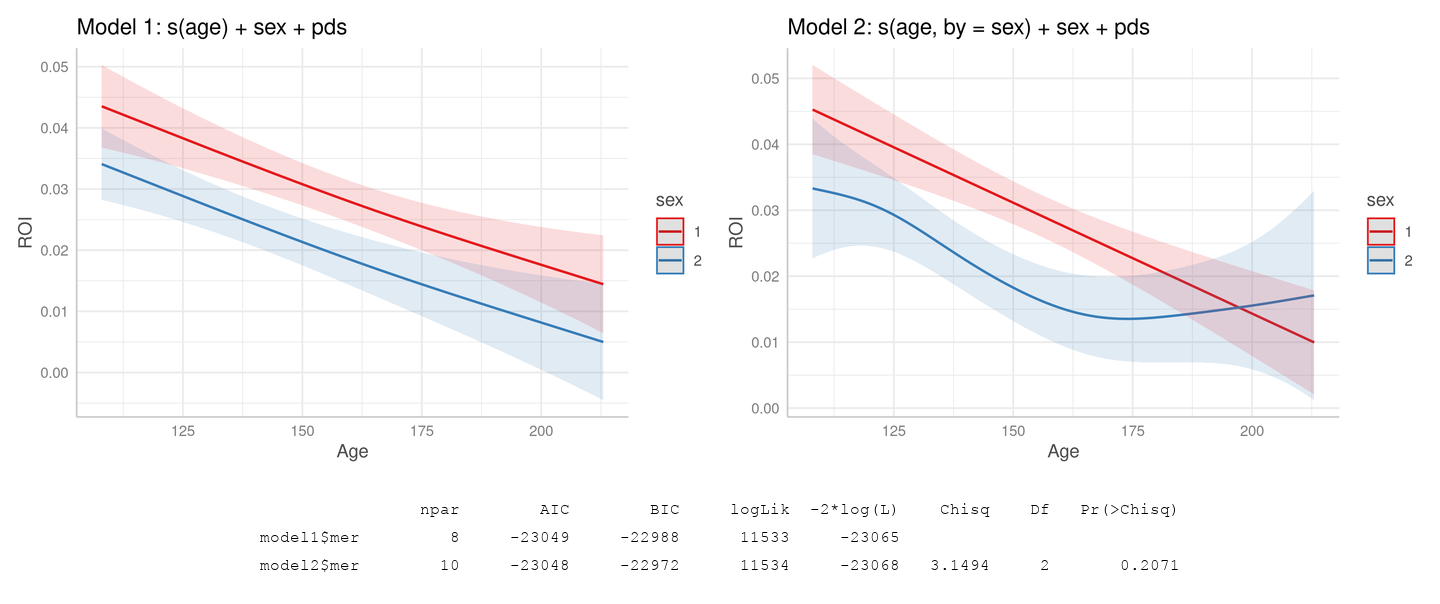 Model 1: s(age) + sex + pds
0.05
0.04
0.03
0.02
0.01
0.00
ROI
125 150 175 200
Age
sex
1
2
Model 2: s(age, by = sex) + sex + pds
0.05
0.04
0.03
0.02
0.01
0.00
ROI
125 150 175 200
Age
sex
1
2
npar AIC BIC logLik -2*log(L) Chisq Df Pr(>Chisq)
model1$mer 8 -23049 -22988 11533 -23065
model2$mer 10 -23048 -22972 11534 -23068 3.1494 2 0.2071